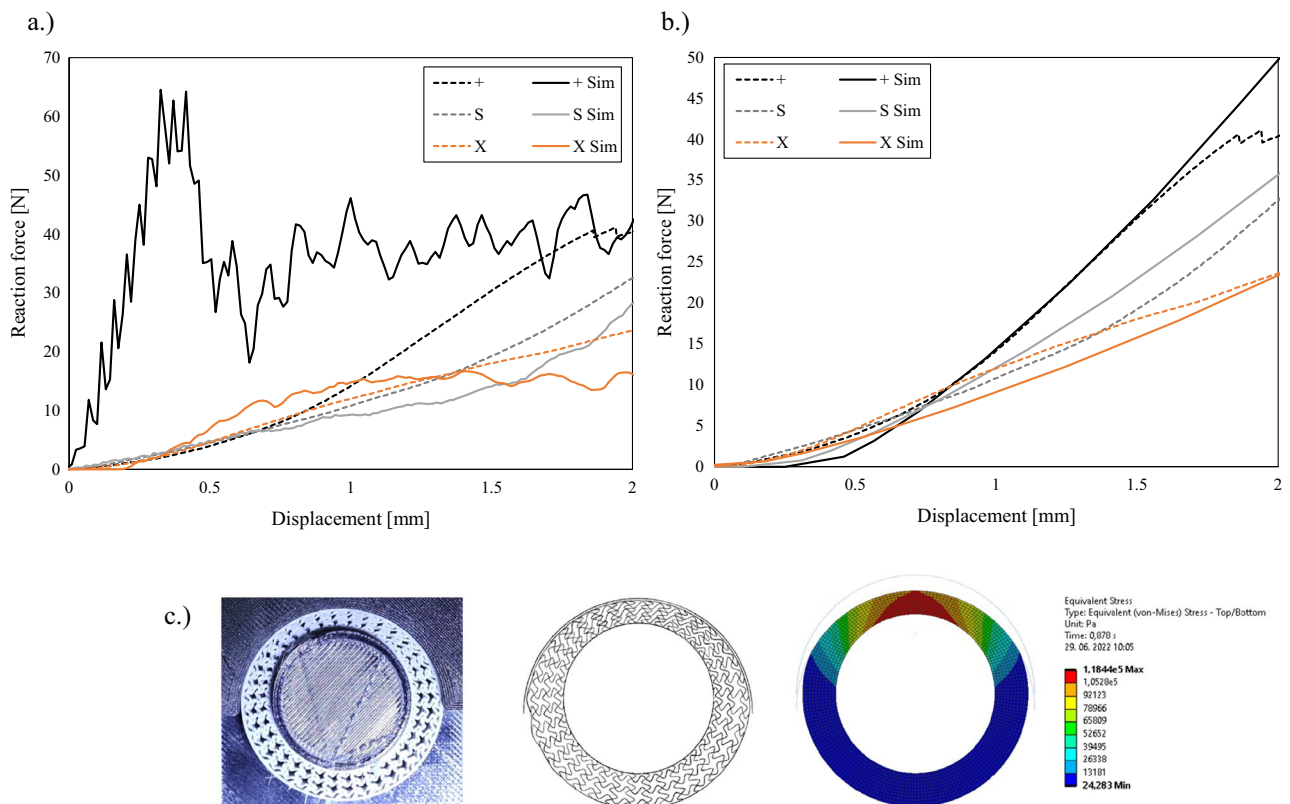 a.)
70
60
50
40
30
20
10
0
Reaction force [N]
+ + Sim
S S Sim
X X Sim
0 0.5 1 1.5 2
Displacement [mm]
b.)
50
45
40
35
30
25
20
15
10
5
0
Reaction force [N]
+ + Sim
S S Sim
X X Sim
0 0.5 1 1.5 2
Displacement [mm]
c.)
Equivalent Stress
Type: Equivalent (von-Mises) Stress - Top/Bottom
Unit: Pa
Time: 0,878 s
29. 06. 2022 10:05
1,1844e5 Max
1,0528e5
92123
78966
65809
52652
39495
26338
13181
24,283 Min